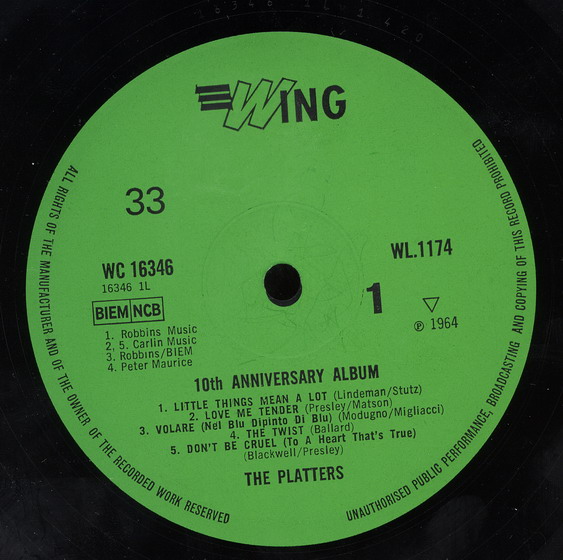 16346 1L 1 420
WING
33
WC 16346
16346 1L
BIEM NCB
1. Robbins Music
2, 5. Carlin Music
3. Robbins/BIEM
4. Peter Maurice
WL.1174
1
℗ 1964
10th ANNIVERSARY ALBUM
1. LITTLE THINGS MEAN A LOT (Lindeman/Stutz)
2. LOVE ME TENDER (Presley/Matson)
3. VOLARE (Nel Blu Dipinto Di Blu) (Modugno/Migliacci)
4. THE TWIST (Ballard)
5. DON'T BE CRUEL (To A Heart That's True)
(Blackwell/Presley)
THE PLATTERS
ALL RIGHTS OF THE MANUFACTURER AND OF THE OWNER OF THE RECORDED WORK RESERVED
UNAUTHORISED PUBLIC PERFORMANCE, BROADCASTING AND COPYING OF THIS RECORD PROHIBITED